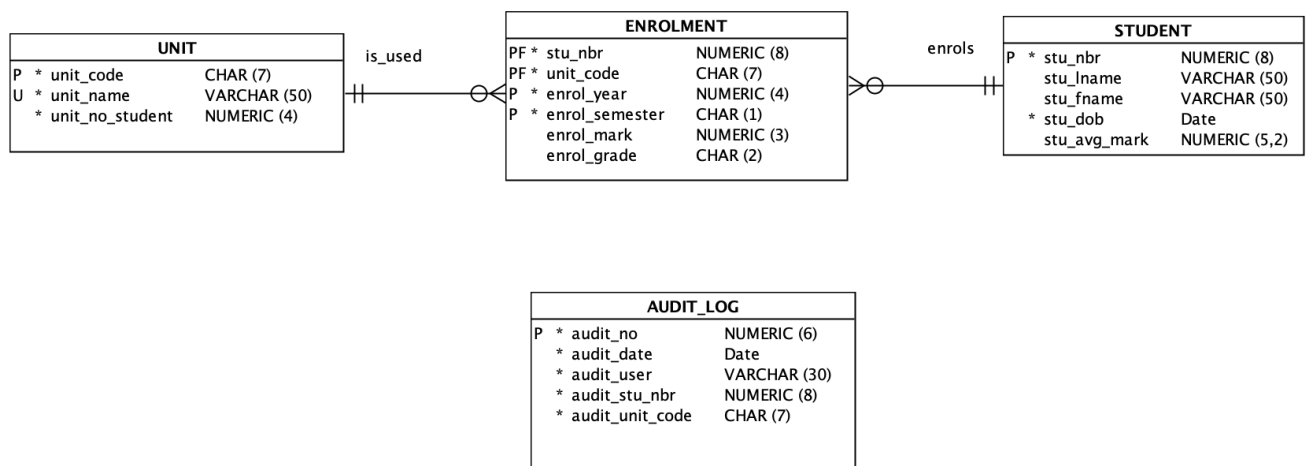 UNIT
P * unit_code CHAR (7)
U * unit_name VARCHAR (50)
* unit_no_student NUMERIC (4)
is_used
ENROLMENT
PF * stu_nbr NUMERIC (8)
PF * unit_code CHAR (7)
P * enrol_year NUMERIC (4)
P * enrol_semester CHAR (1)
enrol_mark NUMERIC (3)
enrol_grade CHAR (2)
enrols
STUDENT
P * stu_nbr NUMERIC (8)
stu_lname VARCHAR (50)
stu_fname VARCHAR (50)
* stu_dob Date
stu_avg_mark NUMERIC (5,2)
AUDIT_LOG
P * audit_no NUMERIC (6)
* audit_date Date
* audit_user VARCHAR (30)
* audit_stu_nbr NUMERIC (8)
* audit_unit_code CHAR (7)